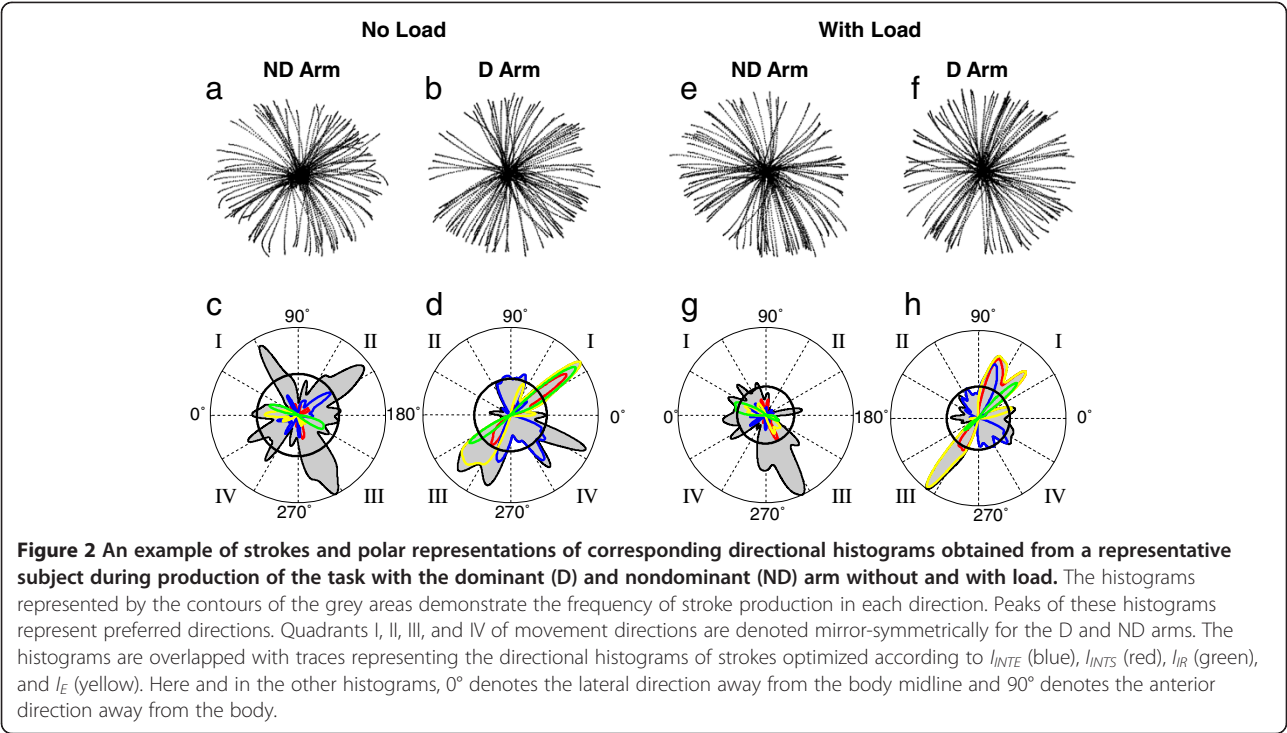 No Load With Load
ND Arm D Arm ND Arm D Arm
a b e f
c d g h
90° 90° 90° 90°
I II II I I II II I
0° 180° 0° 0° 180° 0°
IV III III IV IV III III IV
270° 270° 270° 270°
Figure 2 An example of strokes and polar representations of corresponding directional histograms obtained from a representative
subject during production of the task with the dominant (D) and nondominant (ND) arm without and with load. The histograms
represented by the contours of the grey areas demonstrate the frequency of stroke production in each direction. Peaks of these histograms
represent preferred directions. Quadrants I, II, III, and IV of movement directions are denoted mirror-symmetrically for the D and ND arms. The
histograms are overlapped with traces representing the directional histograms of strokes optimized according to I_INTE (blue), I_INTS (red), I_IR (green),
and I_E (yellow). Here and in the other histograms, 0° denotes the lateral direction away from the body midline and 90° denotes the anterior
direction away from the body.